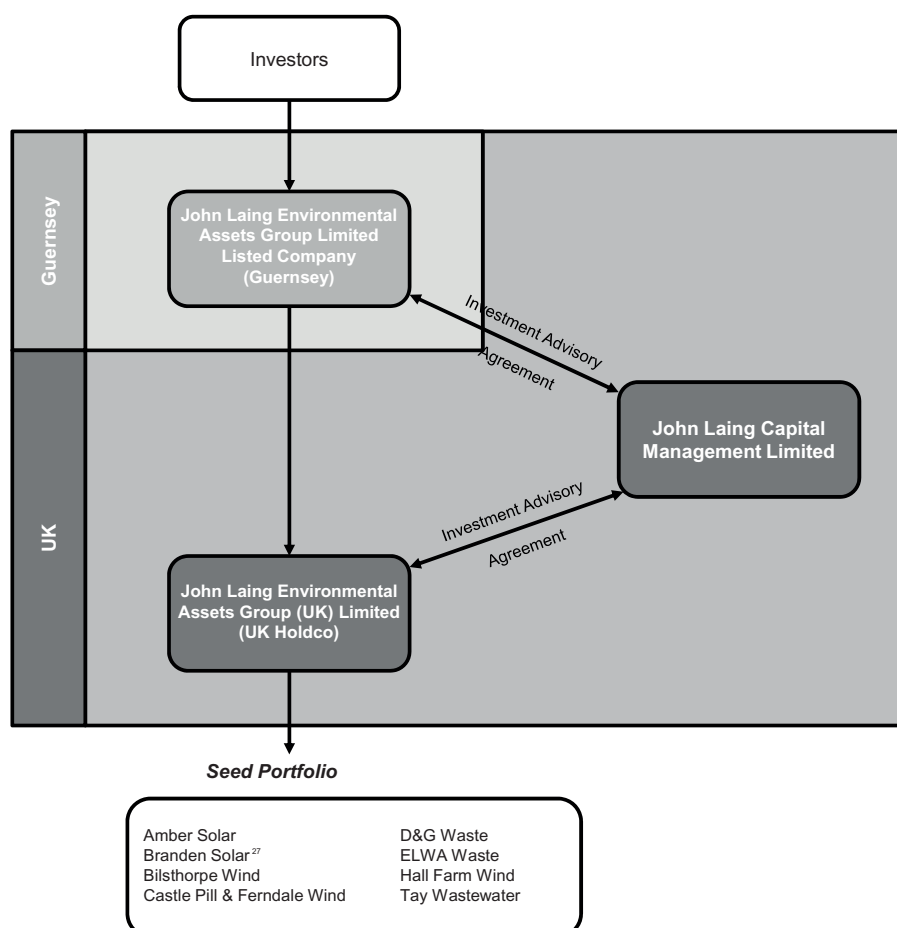 Investors
Guernsey
John Laing Environmental
Assets Group Limited
Listed Company
(Guernsey)
Investment Advisory
Agreement
UK
John Laing Capital
Management Limited
Investment Advisory
Agreement
John Laing Environmental
Assets Group (UK) Limited
(UK Holdco)
Seed Portfolio
Amber Solar
Branden Solar 27
Bilsthorpe Wind
Castle Pill & Ferndale Wind
D&G Waste
ELWA Waste
Hall Farm Wind
Tay Wastewater